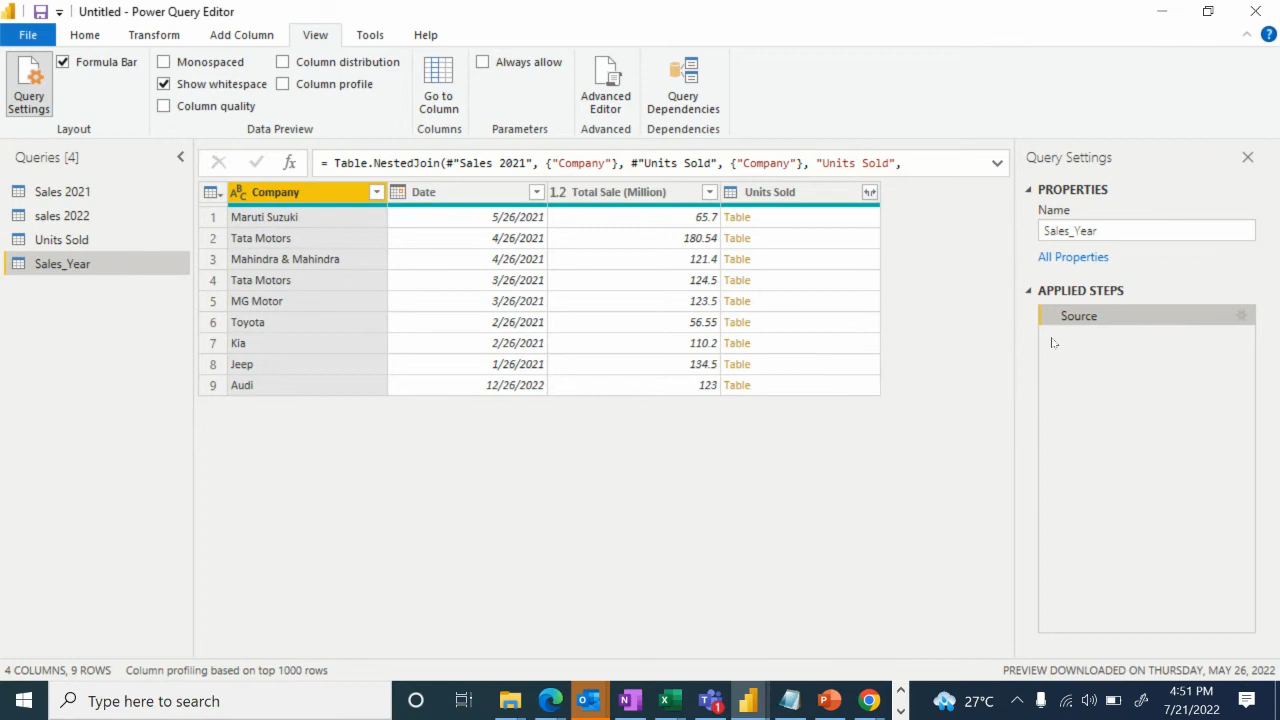 Untitled - Power Query Editor
File Home Transform Add Column View Tools Help
Query Settings
Formula Bar
Layout
Monospaced
Show whitespace
Column quality
Column distribution
Column profile
Data Preview
Go to Column
Columns
Always allow
Parameters
Advanced Editor
Advanced
Query Dependencies
Dependencies
Queries [4]
Sales 2021
sales 2022
Units Sold
Sales_Year
fx = Table.NestedJoin(#"Sales 2021", {"Company"}, #"Units Sold", {"Company"}, "Units Sold",
ABC Company Date 1.2 Total Sale (Million) Units Sold
1 Maruti Suzuki 5/26/2021 65.7 Table
2 Tata Motors 4/26/2021 180.54 Table
3 Mahindra & Mahindra 4/26/2021 121.4 Table
4 Tata Motors 3/26/2021 124.5 Table
5 MG Motor 3/26/2021 123.5 Table
6 Toyota 2/26/2021 56.55 Table
7 Kia 2/26/2021 110.2 Table
8 Jeep 1/26/2021 134.5 Table
9 Audi 12/26/2022 123 Table
Query Settings
PROPERTIES
Name
Sales_Year
All Properties
APPLIED STEPS
Source
4 COLUMNS, 9 ROWS Column profiling based on top 1000 rows PREVIEW DOWNLOADED ON THURSDAY, MAY 26, 2022
Type here to search
27°C
4:51 PM
7/21/2022